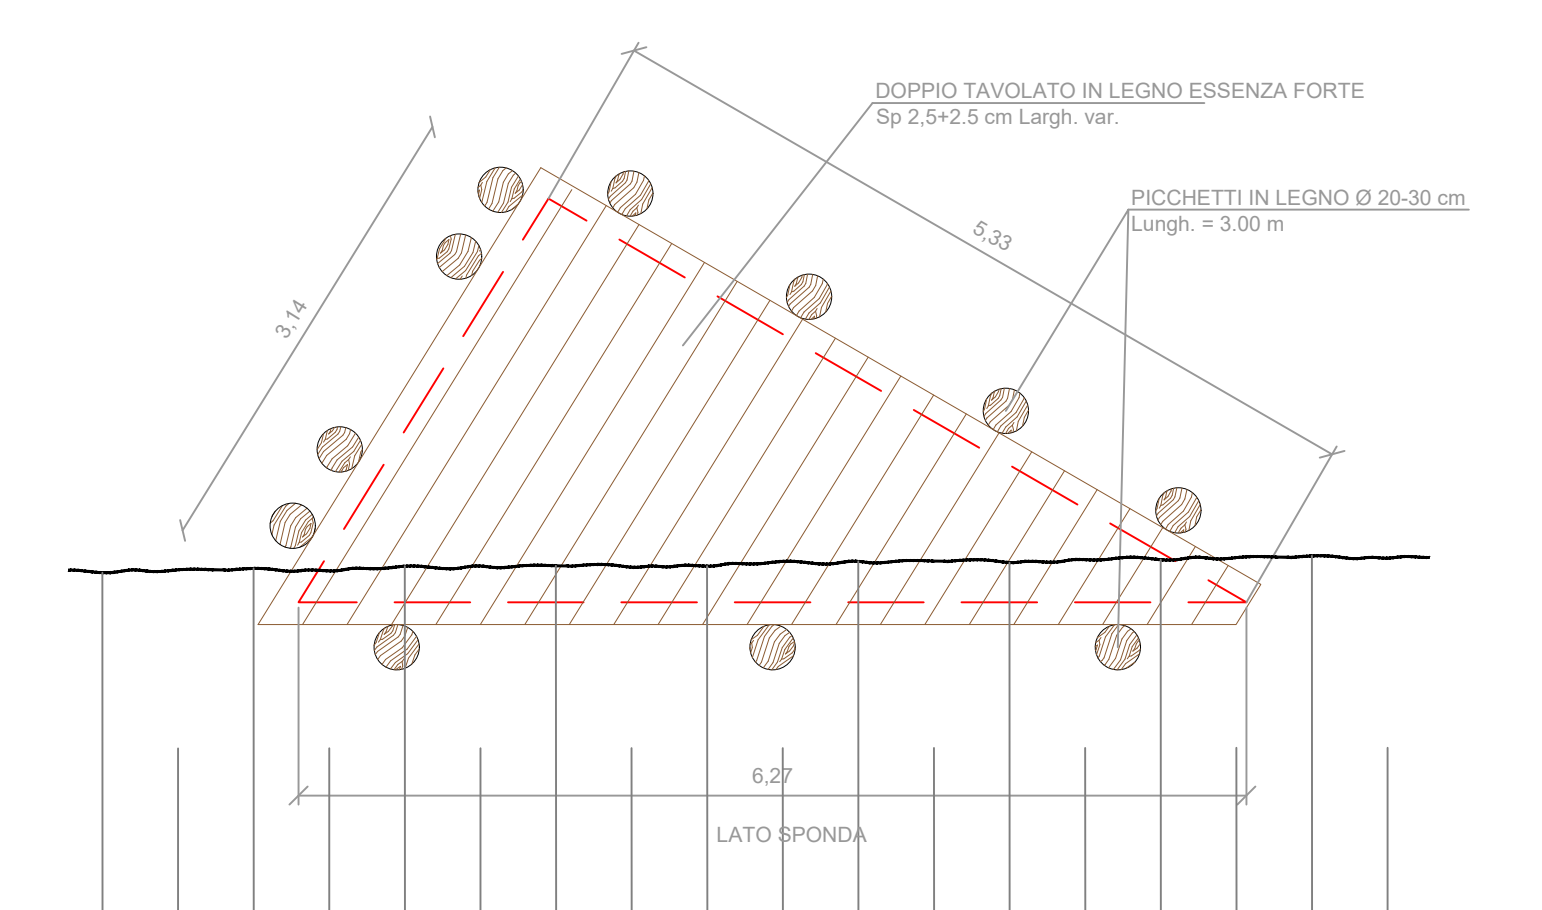 DOPPIO TAVOLATO IN LEGNO ESSENZA FORTE
Sp 2,5+2.5 cm Largh. var.
PICCHETTI IN LEGNO Ø 20-30 cm
Lungh. = 3.00 m
5,33
3,14
6,27
LATO SPONDA